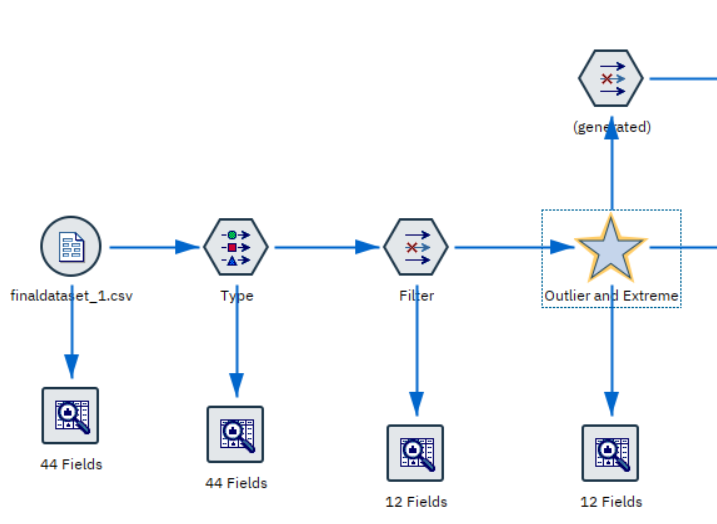 (generated)
finaldataset_1.csv
Type
Filter
Outlier and Extreme
44 Fields
44 Fields
12 Fields
12 Fields